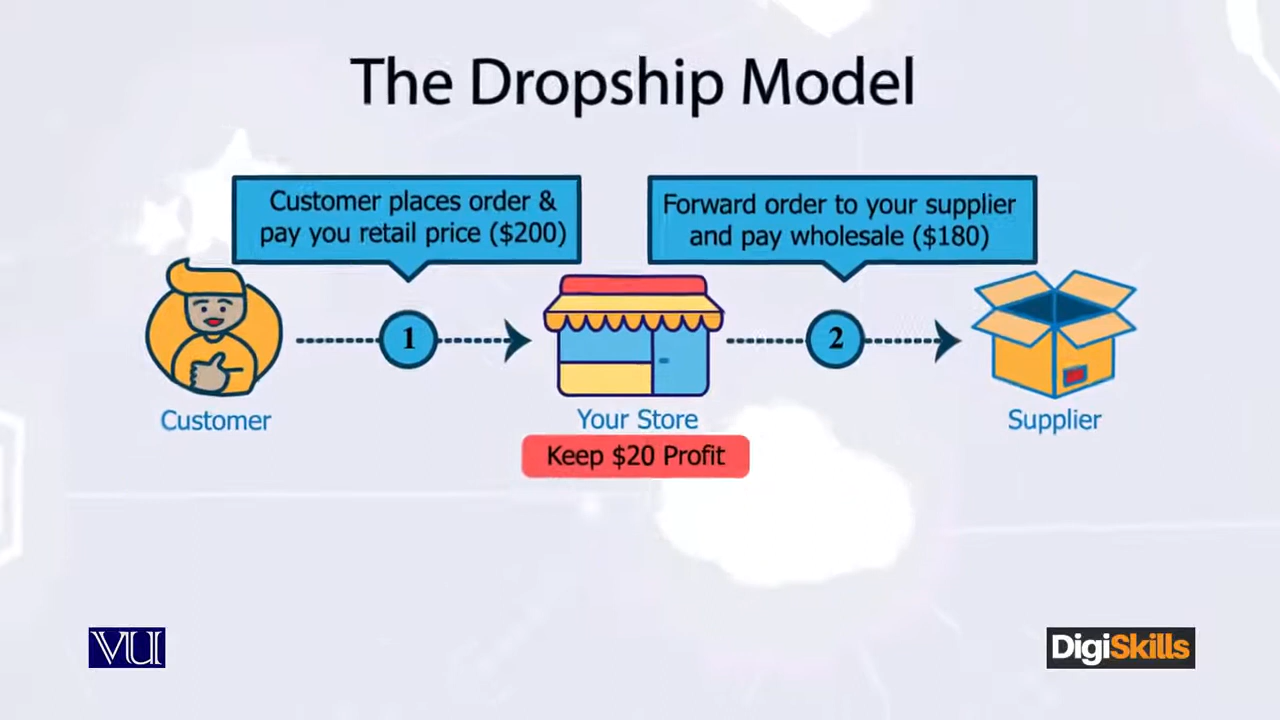 The Dropship Model
Customer places order &
pay you retail price ($200)
Forward order to your supplier
and pay wholesale ($180)
1
2
Customer
Your Store
Supplier
Keep $20 Profit
VU
DigiSkills